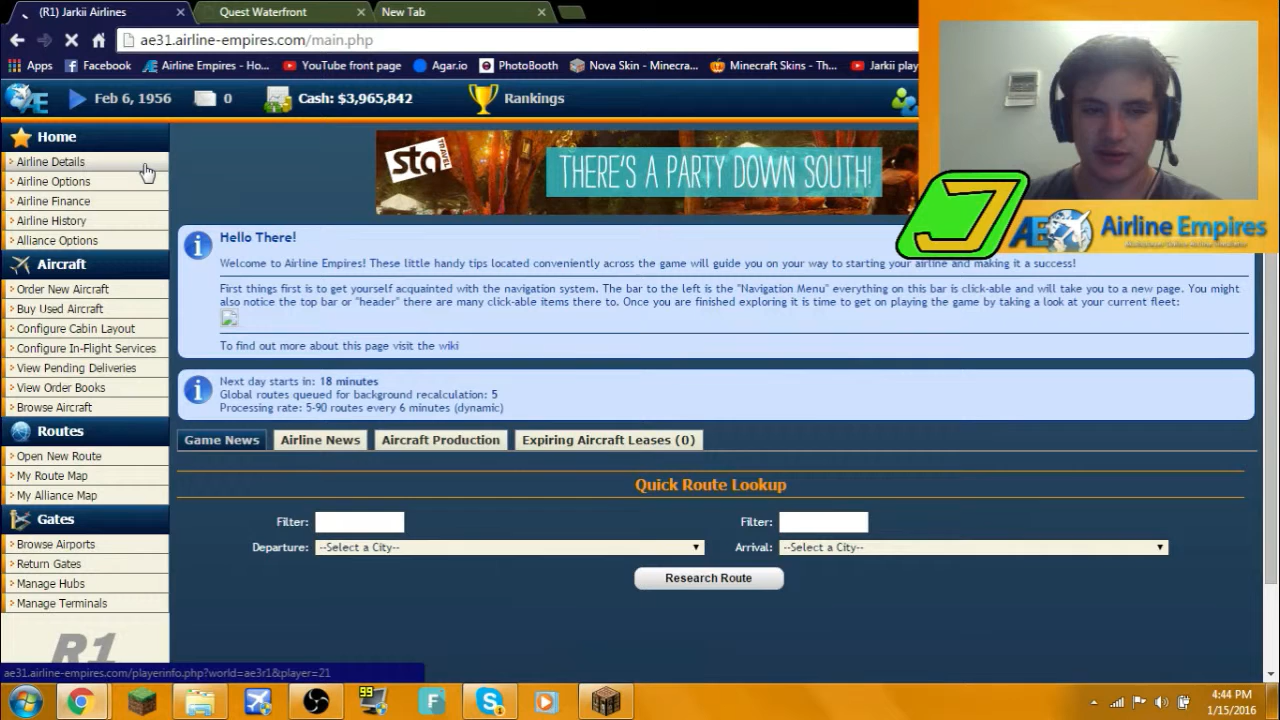 (R1) Jarkii Airlines
Quest Waterfront
New Tab
ae31.airline-empires.com/main.php
Apps
Facebook
Airline Empires - Ho...
YouTube front page
Agar.io
PhotoBooth
Nova Skin - Minecra...
Minecraft Skins - Th...
Jarkii play
AE
Feb 6, 1956
0
Cash: $3,965,842
Rankings
Home
Airline Details
Airline Options
Airline Finance
Airline History
Alliance Options
Aircraft
Order New Aircraft
Buy Used Aircraft
Configure Cabin Layout
Configure In-Flight Services
View Pending Deliveries
View Order Books
Browse Aircraft
Routes
Open New Route
My Route Map
My Alliance Map
Gates
Browse Airports
Return Gates
Manage Hubs
Manage Terminals
R1
sta TRAVEL
THERE'S A PARTY DOWN SOUTH!
J
AE Airline Empires
Hello There!
Welcome to Airline Empires! These little handy tips located conveniently across the game will guide you on your way to starting your airline and making it a success!
First things first is to get yourself acquainted with the navigation system. The bar to the left is the "Navigation Menu" everything on this bar is click-able and will take you to a new page. You might
also notice the top bar or "header" there are many click-able items there to. Once you are finished exploring it is time to get on playing the game by taking a look at your current fleet:
To find out more about this page visit the wiki
Next day starts in: 18 minutes
Global routes queued for background recalculation: 5
Processing rate: 5-90 routes every 6 minutes (dynamic)
Game News
Airline News
Aircraft Production
Expiring Aircraft Leases (0)
Quick Route Lookup
Filter:
Filter:
Departure:
--Select a City--
Arrival:
--Select a City--
Research Route
ae31.airline-empires.com/playerinfo.php?world=ae3r1&player=21
99
F
4:44 PM
1/15/2016